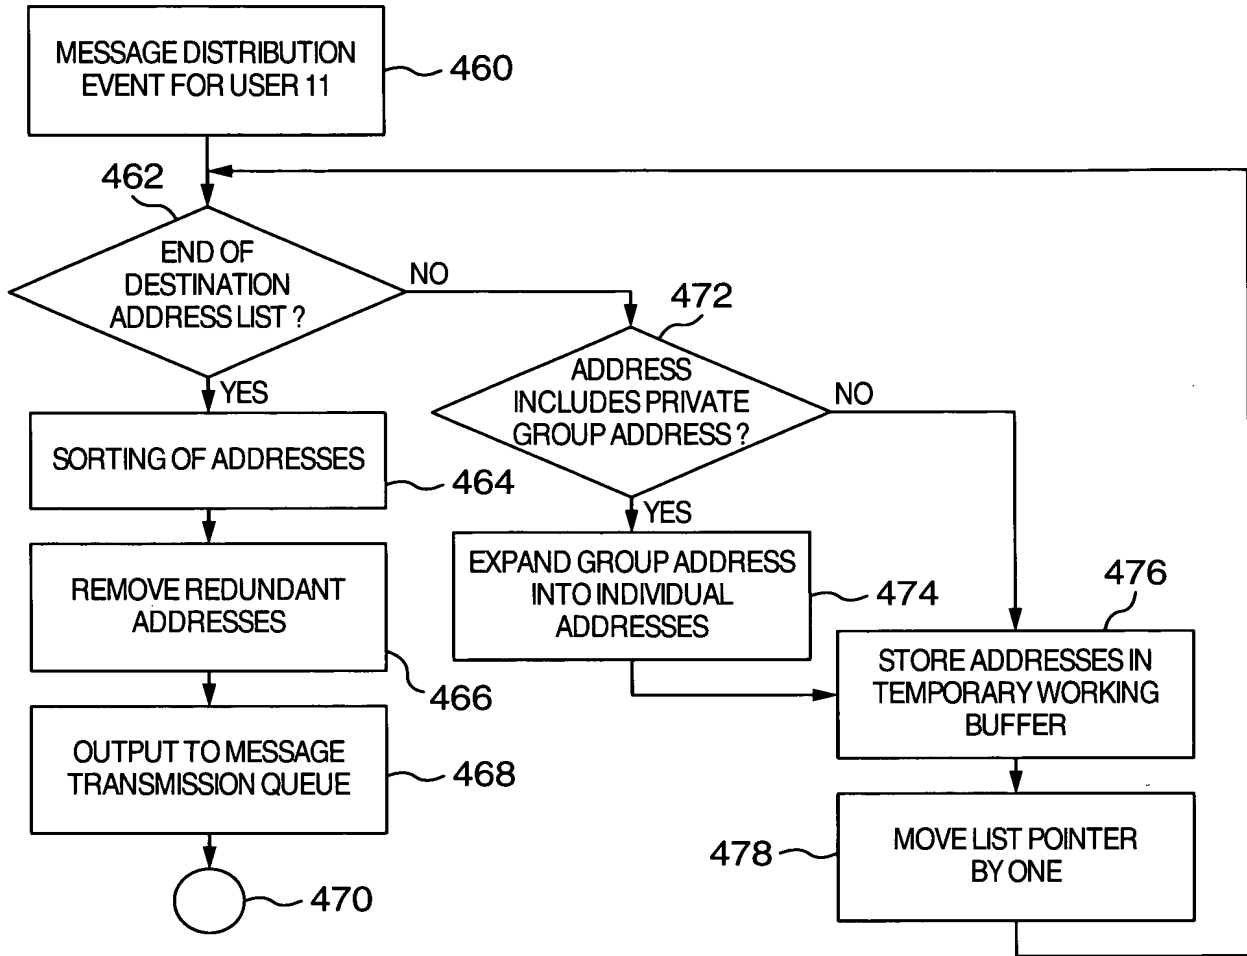 MESSAGE DISTRIBUTION
EVENT FOR USER 11
460
462
END OF
DESTINATION
ADDRESS LIST ?
NO
YES
472
ADDRESS
INCLUDES PRIVATE
GROUP ADDRESS ?
NO
YES
SORTING OF ADDRESSES
464
REMOVE REDUNDANT
ADDRESSES
466
EXPAND GROUP ADDRESS
INTO INDIVIDUAL
ADDRESSES
474
476
STORE ADDRESSES IN
TEMPORARY WORKING
BUFFER
OUTPUT TO MESSAGE
TRANSMISSION QUEUE
468
478
MOVE LIST POINTER
BY ONE
470